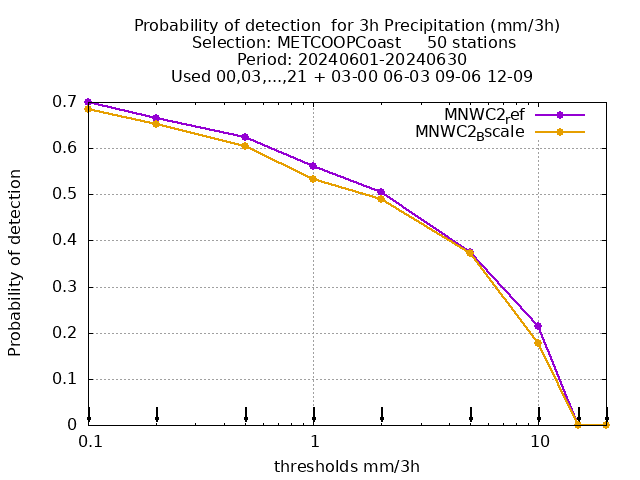 Probability of detection  for 3h Precipitation (mm/3h)
Selection: METCOOPCoast     50 stations
Period: 20240601-20240630
Used 00,03,...,21 + 03-00 06-03 09-06 12-09
MNWC2ref
MNWC2Bscale
Probability of detection
0.7
0.6
0.5
0.4
0.3
0.2
0.1
0
0.1
1
10
thresholds mm/3h